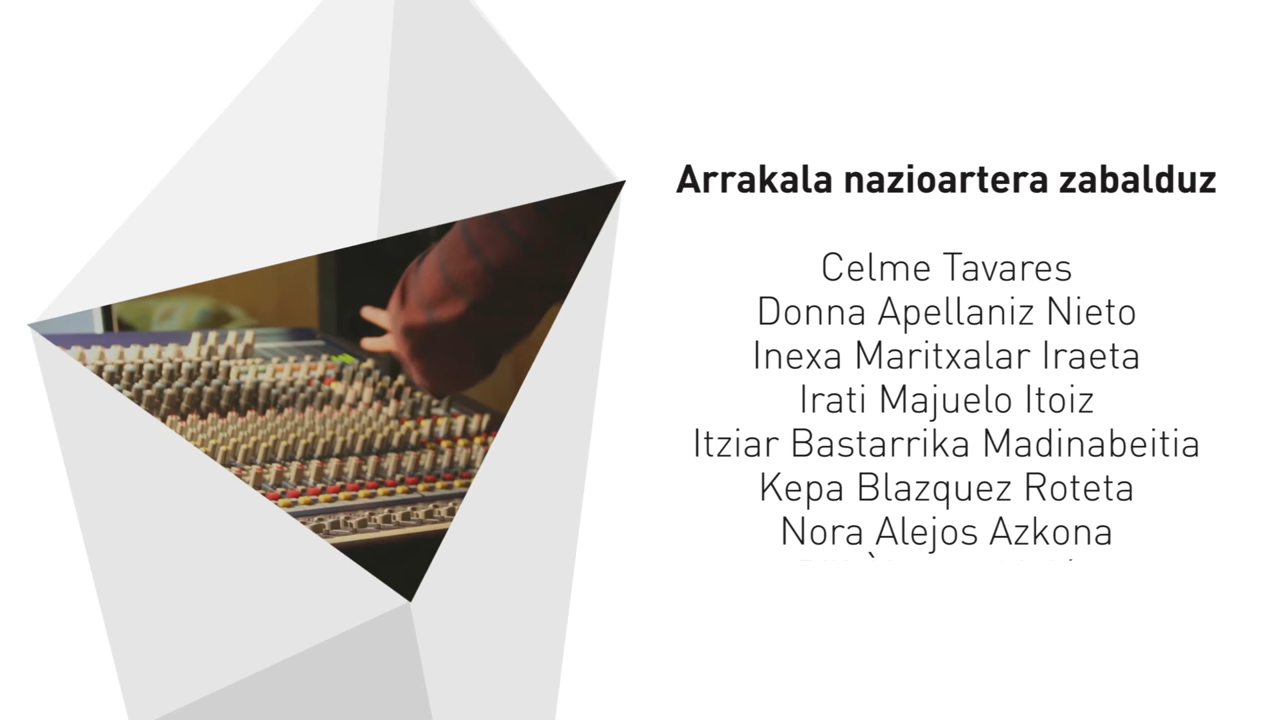 Arrakala nazioartera zabalduz
Celme Tavares
Donna Apellaniz Nieto
Inexa Maritxalar Iraeta
Irati Majuelo Itoiz
Itziar Bastarrika Madinabeitia
Kepa Blazquez Roteta
Nora Alejos Azkona